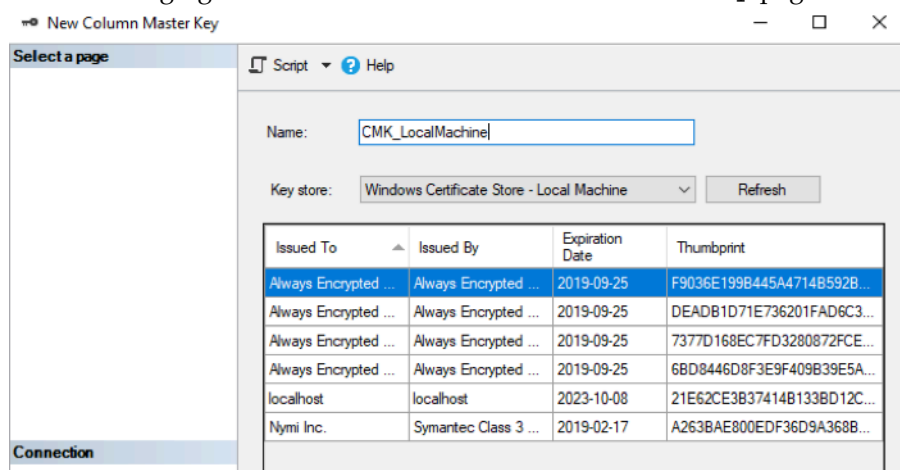 New Column Master Key
Select a page
Script Help
Name: CMK_LocalMachine
Key store: Windows Certificate Store - Local Machine Refresh
Issued To Issued By Expiration Date Thumbprint
Always Encrypted ... Always Encrypted ... 2019-09-25 F9036E199B445A4714B592B...
Always Encrypted ... Always Encrypted ... 2019-09-25 DEADB1D71E736201FAD6C3...
Always Encrypted ... Always Encrypted ... 2019-09-25 7377D168EC7FD3280872FCE...
Always Encrypted ... Always Encrypted ... 2019-09-25 6BD8446D8F3E9F409B39E5A...
localhost localhost 2023-10-08 21E62CE3B37414B133BD12C...
Nymi Inc. Symantec Class 3 ... 2019-02-17 A263BAE800EDF36D9A368B...
Connection